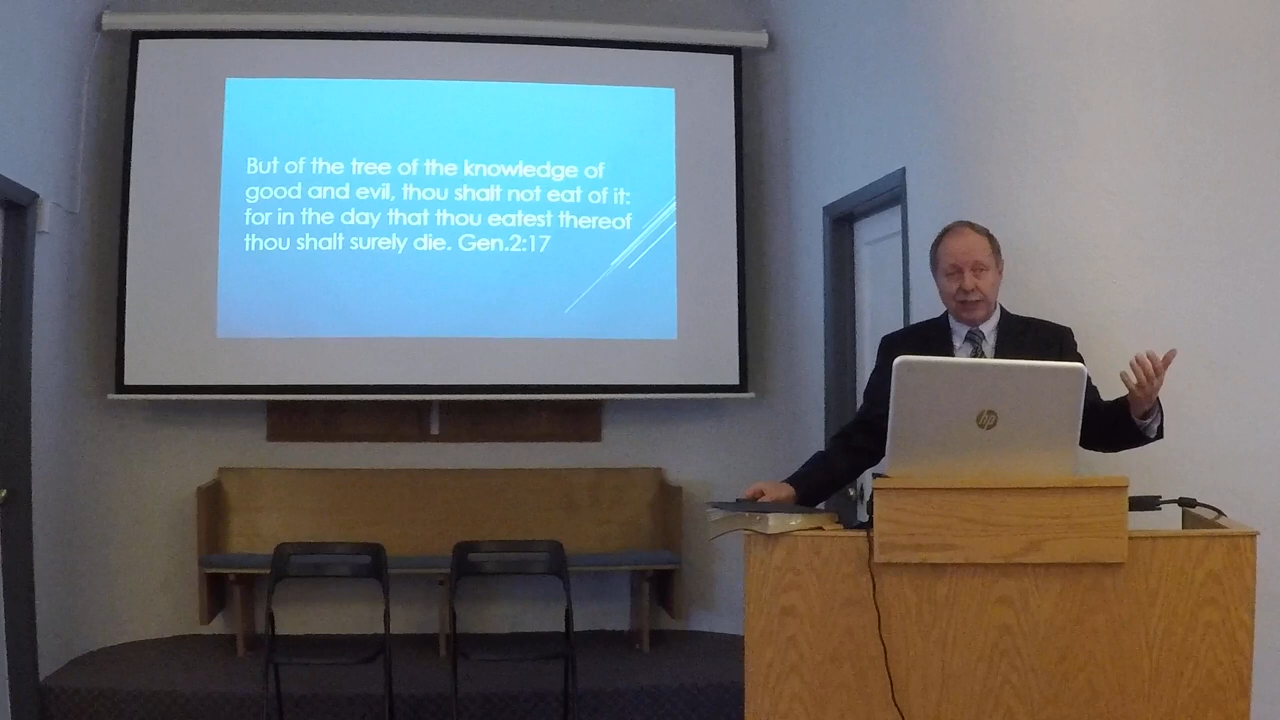 But of the tree of the knowledge of
good and evil, thou shalt not eat of it:
for in the day that thou eatest thereof
thou shalt surely die. Gen.2:17
hp